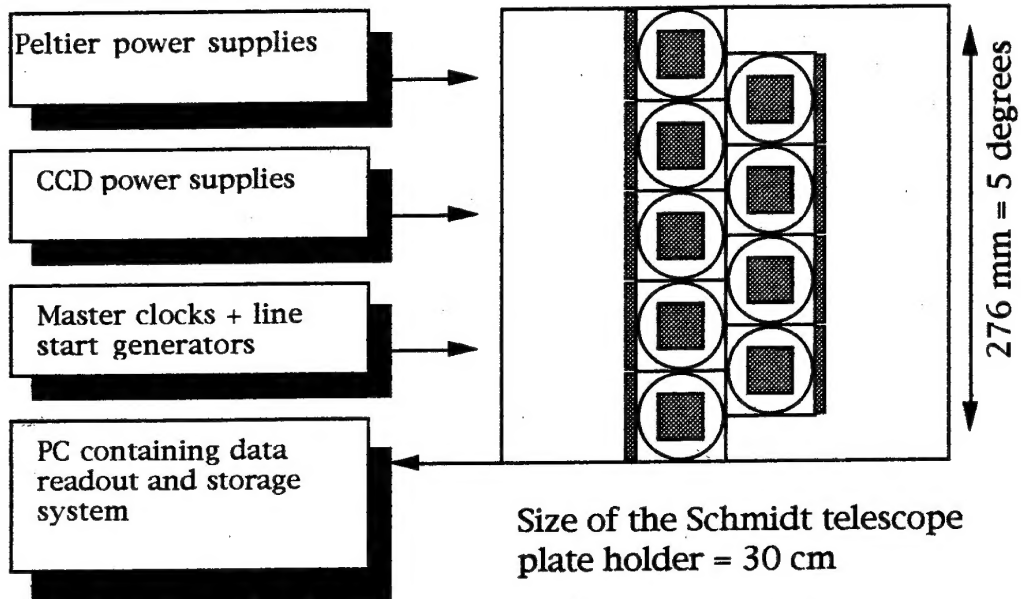 Peltier power supplies
CCD power supplies
Master clocks + line
start generators
PC containing data
readout and storage
system
276 mm = 5 degrees
Size of the Schmidt telescope
plate holder = 30 cm